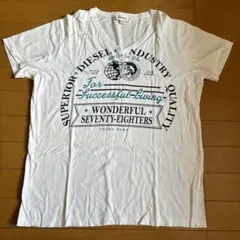 SUPERIOR DIESEL INDUSTRY QUALITY
For
Successful Living
WONDERFUL
SEVENTY-EIGHTERS